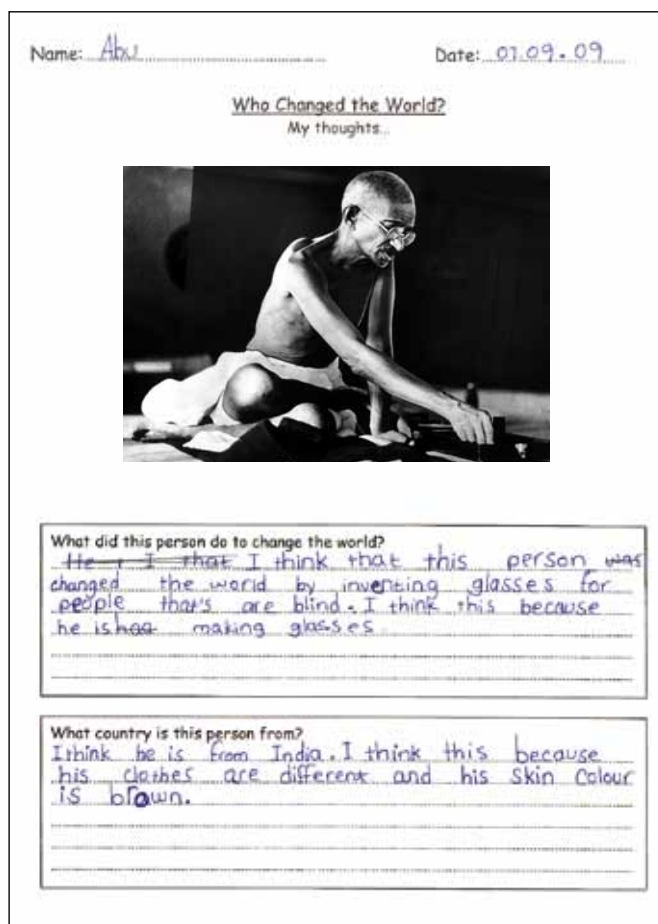 Name: Abu
Date: 07.09.09
Who Changed the World?
My thoughts...
What did this person do to change the world?
He I that I think that this person was
changed the world by inventing glasses for
people that's are blind. I think this because
he is has making glasses
What country is this person from?
I think he is from India. I think this because
his clothes are different and his skin colour
is brown.